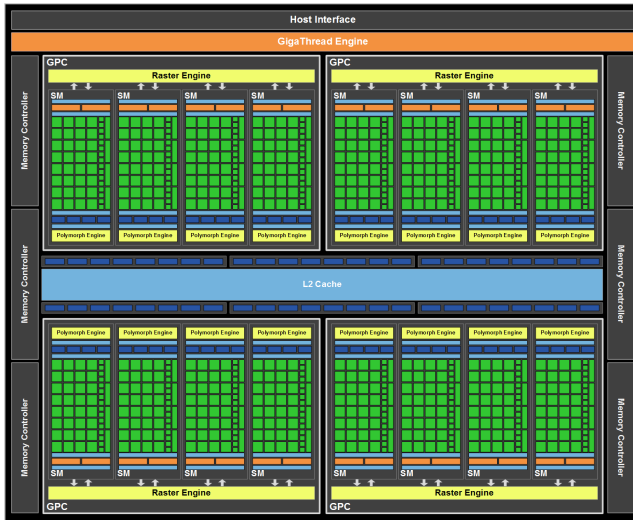 Host Interface
GigaThread Engine
GPC
GPC
Raster Engine
Raster Engine
SM SM SM SM
SM SM SM SM
Polymorph Engine Polymorph Engine Polymorph Engine Polymorph Engine
Polymorph Engine Polymorph Engine Polymorph Engine Polymorph Engine
Memory Controller
Memory Controller
Memory Controller
Memory Controller
L2 Cache
Polymorph Engine Polymorph Engine Polymorph Engine Polymorph Engine
Polymorph Engine Polymorph Engine Polymorph Engine Polymorph Engine
Memory Controller
Memory Controller
SM SM SM SM
SM SM SM SM
Raster Engine
Raster Engine
GPC
GPC